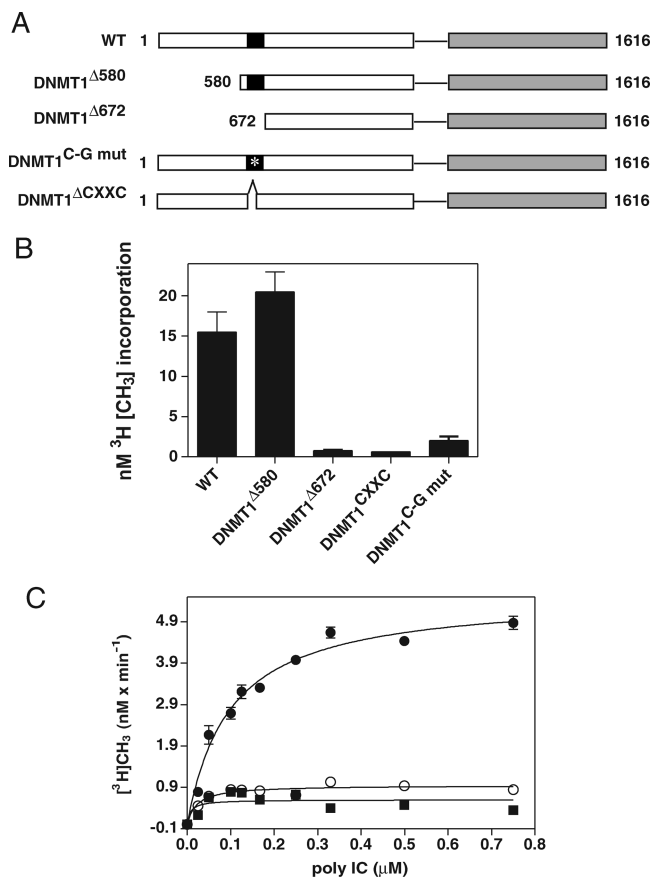 A
WT 1 1616
DNMT1Δ580 580 1616
DNMT1Δ672 672 1616
DNMT1C-G mut 1 * 1616
DNMT1ΔCXXC 1 1616
B
nM 3H [CH3] incorporation
20
15
10
5
0
WT
DNMT1Δ580
DNMT1Δ672
DNMT1CXXC
DNMT1C-G mut
C
[3H]CH3 (nM x min-1)
4.9
3.9
2.9
1.9
0.9
-0.1
0.0 0.1 0.2 0.3 0.4 0.5 0.6 0.7 0.8
poly IC (μM)